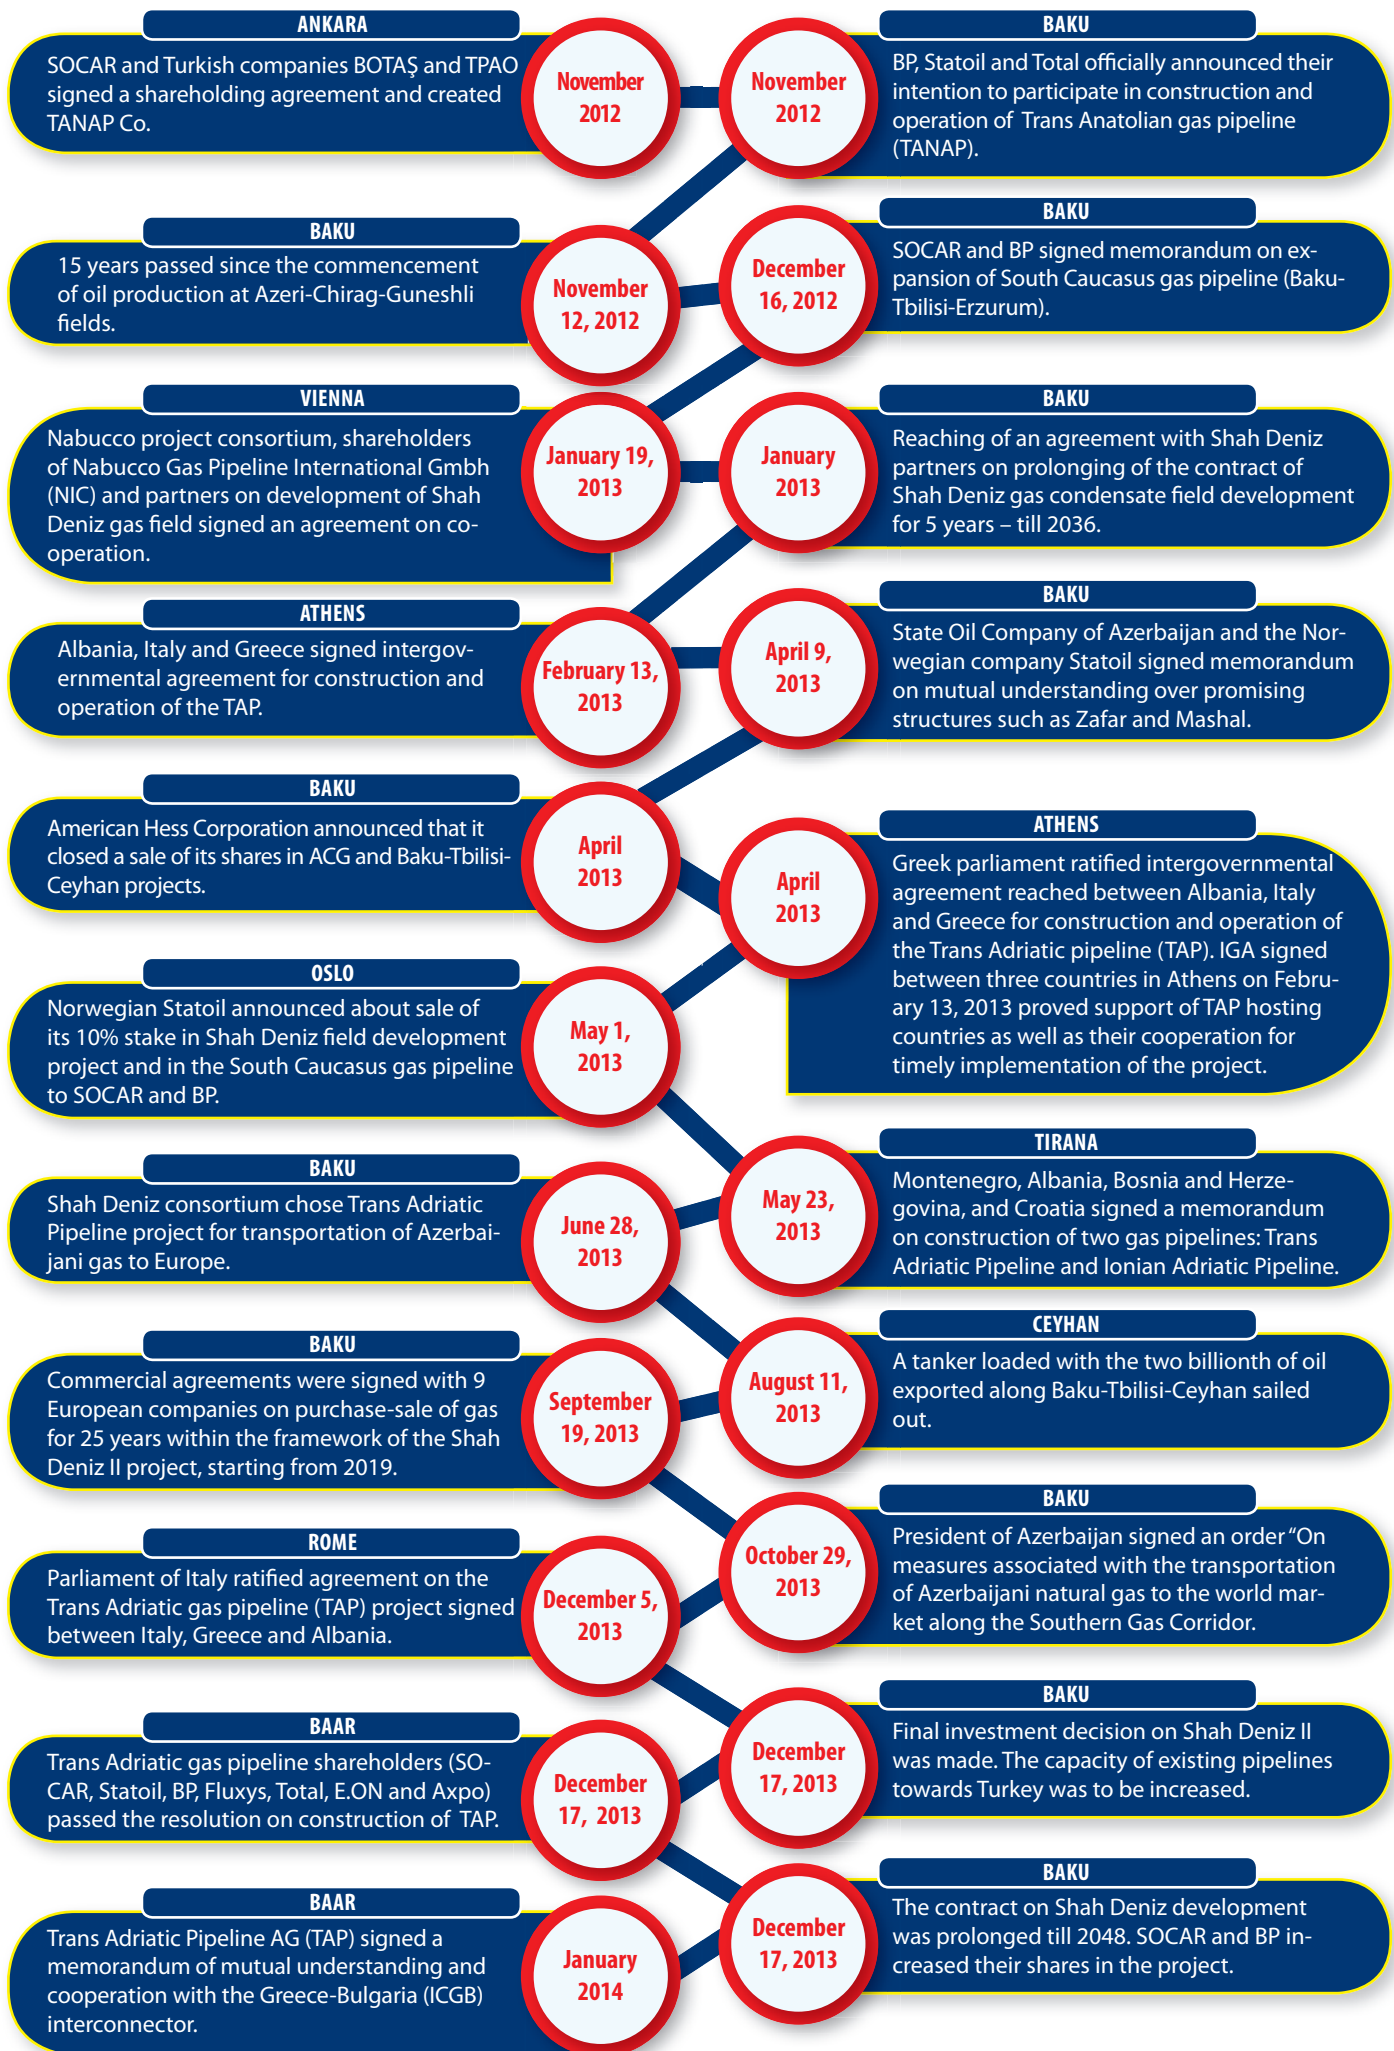 ANKARA
SOCAR and Turkish companies BOTAŞ and TPAO
signed a shareholding agreement and created
TANAP Co.
November
2012
BAKU
November
2012
BP, Statoil and Total officially announced their
intention to participate in construction and
operation of Trans Anatolian gas pipeline
(TANAP).
BAKU
15 years passed since the commencement
of oil production at Azeri-Chirag-Guneshli
fields.
November
12, 2012
BAKU
December
16, 2012
SOCAR and BP signed memorandum on ex-
pansion of South Caucasus gas pipeline (Baku-
Tbilisi-Erzurum).
VIENNA
Nabucco project consortium, shareholders
of Nabucco Gas Pipeline International Gmbh
(NIC) and partners on development of Shah
Deniz gas field signed an agreement on co-
operation.
January 19,
2013
BAKU
January
2013
Reaching of an agreement with Shah Deniz
partners on prolonging of the contract of
Shah Deniz gas condensate field development
for 5 years – till 2036.
ATHENS
Albania, Italy and Greece signed intergov-
ernmental agreement for construction and
operation of the TAP.
February 13,
2013
BAKU
April 9,
2013
State Oil Company of Azerbaijan and the Nor-
wegian company Statoil signed memorandum
on mutual understanding over promising
structures such as Zafar and Mashal.
BAKU
American Hess Corporation announced that it
closed a sale of its shares in ACG and Baku-Tbilisi-
Ceyhan projects.
April
2013
ATHENS
April
2013
Greek parliament ratified intergovernmental
agreement reached between Albania, Italy
and Greece for construction and operation of
the Trans Adriatic pipeline (TAP). IGA signed
between three countries in Athens on Febru-
ary 13, 2013 proved support of TAP hosting
countries as well as their cooperation for
timely implementation of the project.
OSLO
Norwegian Statoil announced about sale of
its 10% stake in Shah Deniz field development
project and in the South Caucasus gas pipeline
to SOCAR and BP.
May 1,
2013
TIRANA
May 23,
2013
Montenegro, Albania, Bosnia and Herze-
govina, and Croatia signed a memorandum
on construction of two gas pipelines: Trans
Adriatic Pipeline and Ionian Adriatic Pipeline.
BAKU
Shah Deniz consortium chose Trans Adriatic
Pipeline project for transportation of Azerbai-
jani gas to Europe.
June 28,
2013
CEYHAN
August 11,
2013
A tanker loaded with the two billionth of oil
exported along Baku-Tbilisi-Ceyhan sailed
out.
BAKU
Commercial agreements were signed with 9
European companies on purchase-sale of gas
for 25 years within the framework of the Shah
Deniz II project, starting from 2019.
September
19, 2013
BAKU
October 29,
2013
President of Azerbaijan signed an order “On
measures associated with the transportation
of Azerbaijani natural gas to the world mar-
ket along the Southern Gas Corridor.
ROME
Parliament of Italy ratified agreement on the
Trans Adriatic gas pipeline (TAP) project signed
between Italy, Greece and Albania.
December 5,
2013
BAKU
December
17, 2013
Final investment decision on Shah Deniz II
was made. The capacity of existing pipelines
towards Turkey was to be increased.
BAAR
Trans Adriatic gas pipeline shareholders (SO-
CAR, Statoil, BP, Fluxys, Total, E.ON and Axpo)
passed the resolution on construction of TAP.
December
17, 2013
BAKU
December
17, 2013
The contract on Shah Deniz development
was prolonged till 2048. SOCAR and BP in-
creased their shares in the project.
BAAR
Trans Adriatic Pipeline AG (TAP) signed a
memorandum of mutual understanding and
cooperation with the Greece-Bulgaria (ICGB)
interconnector.
January
2014